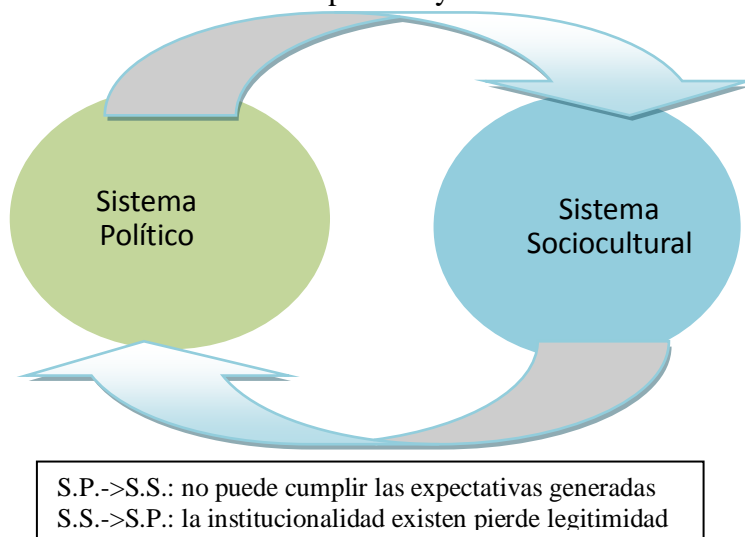 Sistema
Político
Sistema
Sociocultural
S.P.->S.S.: no puede cumplir las expectativas generadas
S.S.->S.P.: la institucionalidad existen pierde legitimidad